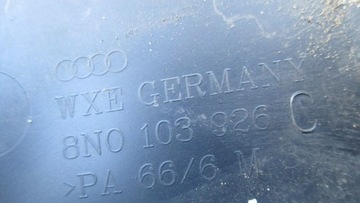 WXE GERMANY
8N0 103 926 C
>PA 66/6 M